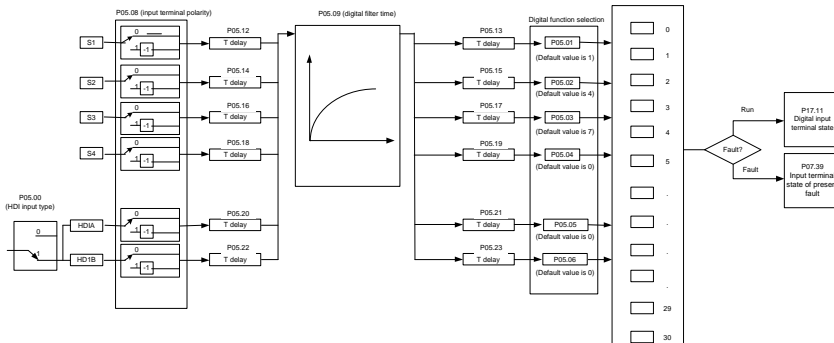 P05.08 (input terminal polarity)
P05.09 (digital filter time)
Digital function selection
S1
0
1
-1
P05.12
T delay
P05.13
T delay
P05.01
(Default value is 1)
S2
0
1
-1
P05.14
T delay
P05.15
T delay
P05.02
(Default value is 4)
S3
0
1
-1
P05.16
T delay
P05.17
T delay
P05.03
(Default value is 7)
S4
0
1
-1
P05.18
T delay
P05.19
T delay
P05.04
(Default value is 0)
P05.00
(HDI input type)
0
1
HDIA
0
1
-1
P05.20
T delay
P05.21
T delay
P05.05
(Default value is 0)
HD1B
0
1
-1
P05.22
T delay
P05.23
T delay
P05.06
(Default value is 0)
0
1
2
3
4
5
.
.
.
.
29
30
Fault?
Run
Fault
P17.11
Digital input
terminal state
P07.39
Input terminal
state of present
fault